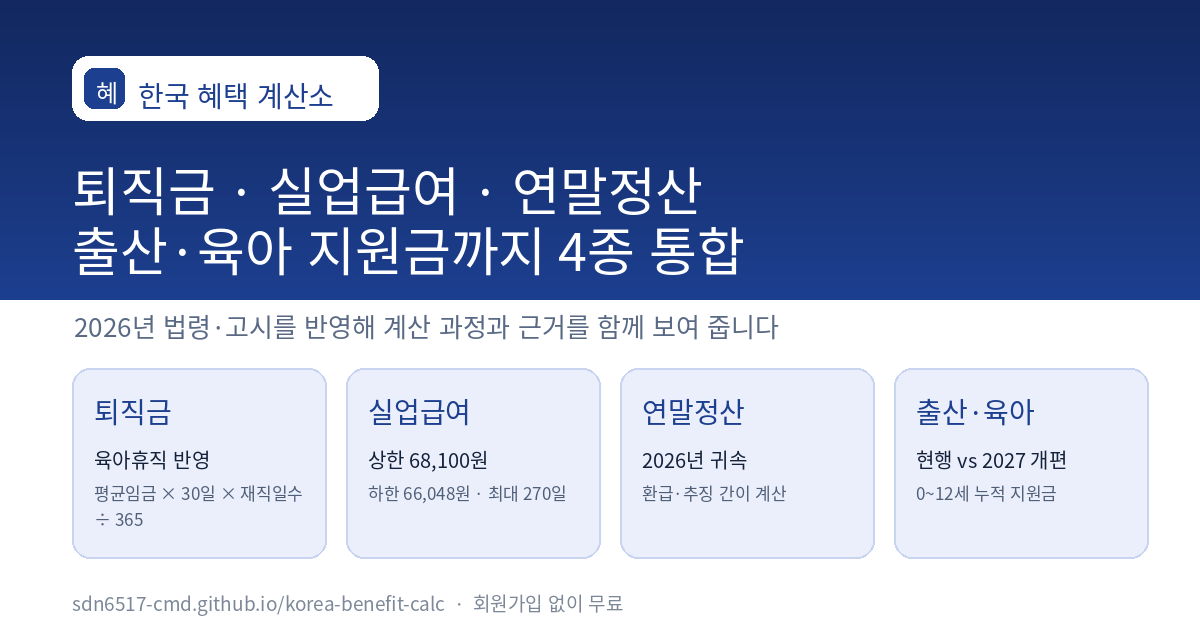 혜 한국 혜택 계산소
퇴직금 · 실업급여 · 연말정산
출산·육아 지원금까지 4종 통합
2026년 법령·고시를 반영해 계산 과정과 근거를 함께 보여 줍니다
퇴직금
육아휴직 반영
평균임금 × 30일 × 재직일수
÷ 365
실업급여
상한 68,100원
하한 66,048원 · 최대 270일
연말정산
2026년 귀속
환급·추징 간이 계산
출산·육아
현행 vs 2027 개편
0~12세 누적 지원금
sdn6517-cmd.github.io/korea-benefit-calc · 회원가입 없이 무료